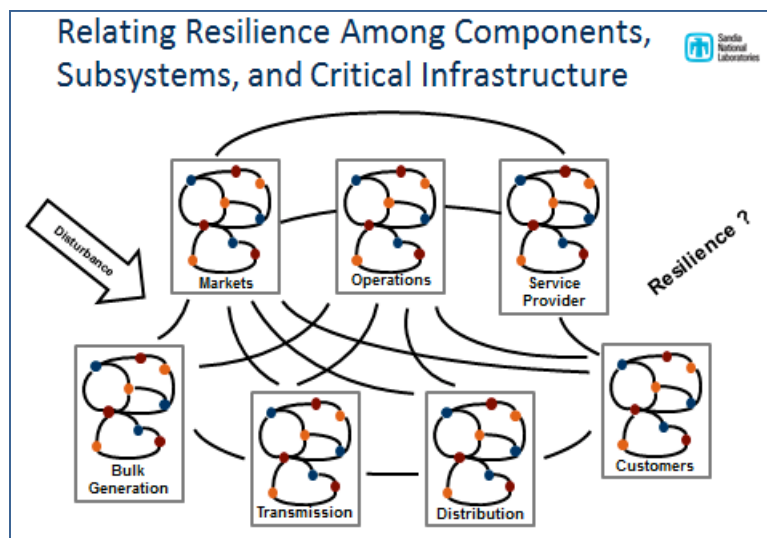 Relating Resilience Among Components,
Subsystems, and Critical Infrastructure
Sandia
National
Laboratories
Disturbance
Markets
Operations
Service
Provider
Resilience ?
Bulk
Generation
Transmission
Distribution
Customers